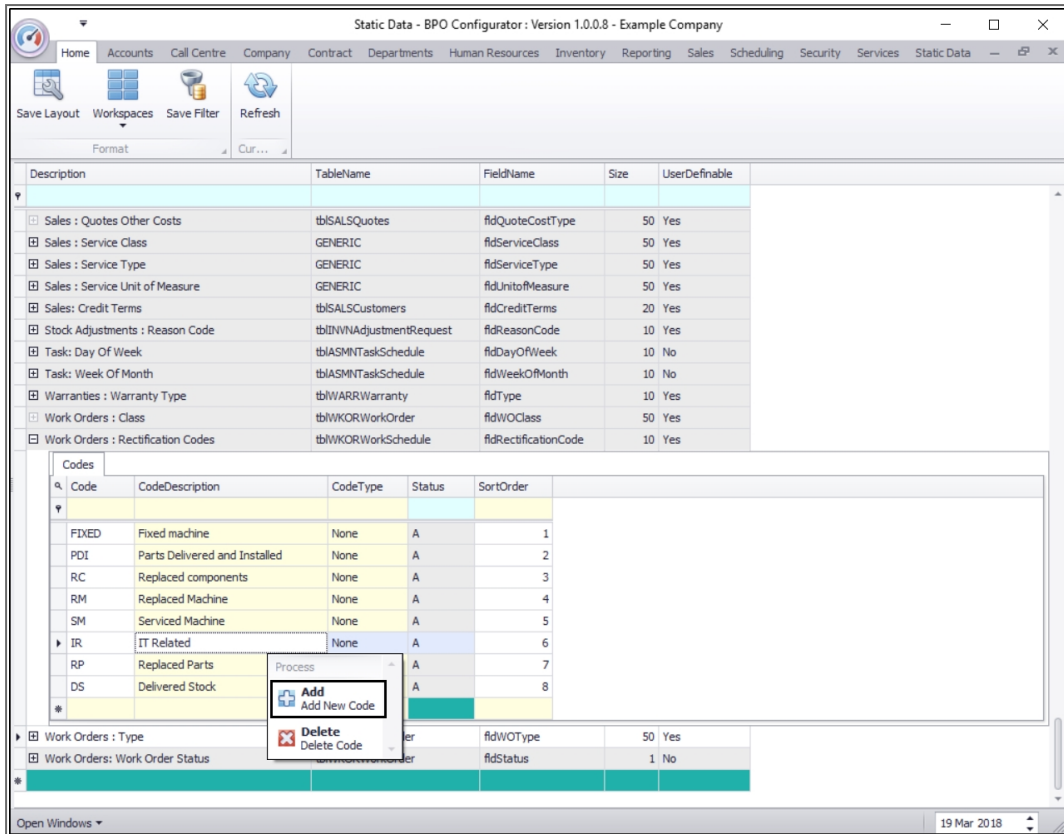 Static Data - BPO Configurator : Version 1.0.0.8 - Example Company
Home Accounts Call Centre Company Contract Departments Human Resources Inventory Reporting Sales Scheduling Security Services Static Data
Save Layout Workspaces Save Filter Refresh
Format Cur...
Description TableName FieldName Size UserDefinable
Sales : Quotes Other Costs tblSALSQuotes fldQuoteCostType 50 Yes
Sales : Service Class GENERIC fldServiceClass 50 Yes
Sales : Service Type GENERIC fldServiceType 50 Yes
Sales : Service Unit of Measure GENERIC fldUnitofMeasure 50 Yes
Sales: Credit Terms tblSALSCustomers fldCreditTerms 20 Yes
Stock Adjustments : Reason Code tblINVNAdjustmentRequest fldReasonCode 10 Yes
Task: Day Of Week tblASMNTaskSchedule fldDayOfWeek 10 No
Task: Week Of Month tblASMNTaskSchedule fldWeekOfMonth 10 No
Warranties : Warranty Type tblWARRWarranty fldType 10 Yes
Work Orders : Class tblWKORWorkOrder fldWOClass 50 Yes
Work Orders : Rectification Codes tblWKORWorkSchedule fldRectificationCode 10 Yes
Codes
Code CodeDescription CodeType Status SortOrder
FIXED Fixed machine None A 1
PDI Parts Delivered and Installed None A 2
RC Replaced components None A 3
RM Replaced Machine None A 4
SM Serviced Machine None A 5
IR IT Related None A 6
RP Replaced Parts A 7
DS Delivered Stock A 8
Process
Add
Add New Code
Delete
Delete Code
Work Orders : Type fldWOType 50 Yes
Work Orders: Work Order Status fldStatus 1 No
Open Windows 19 Mar 2018